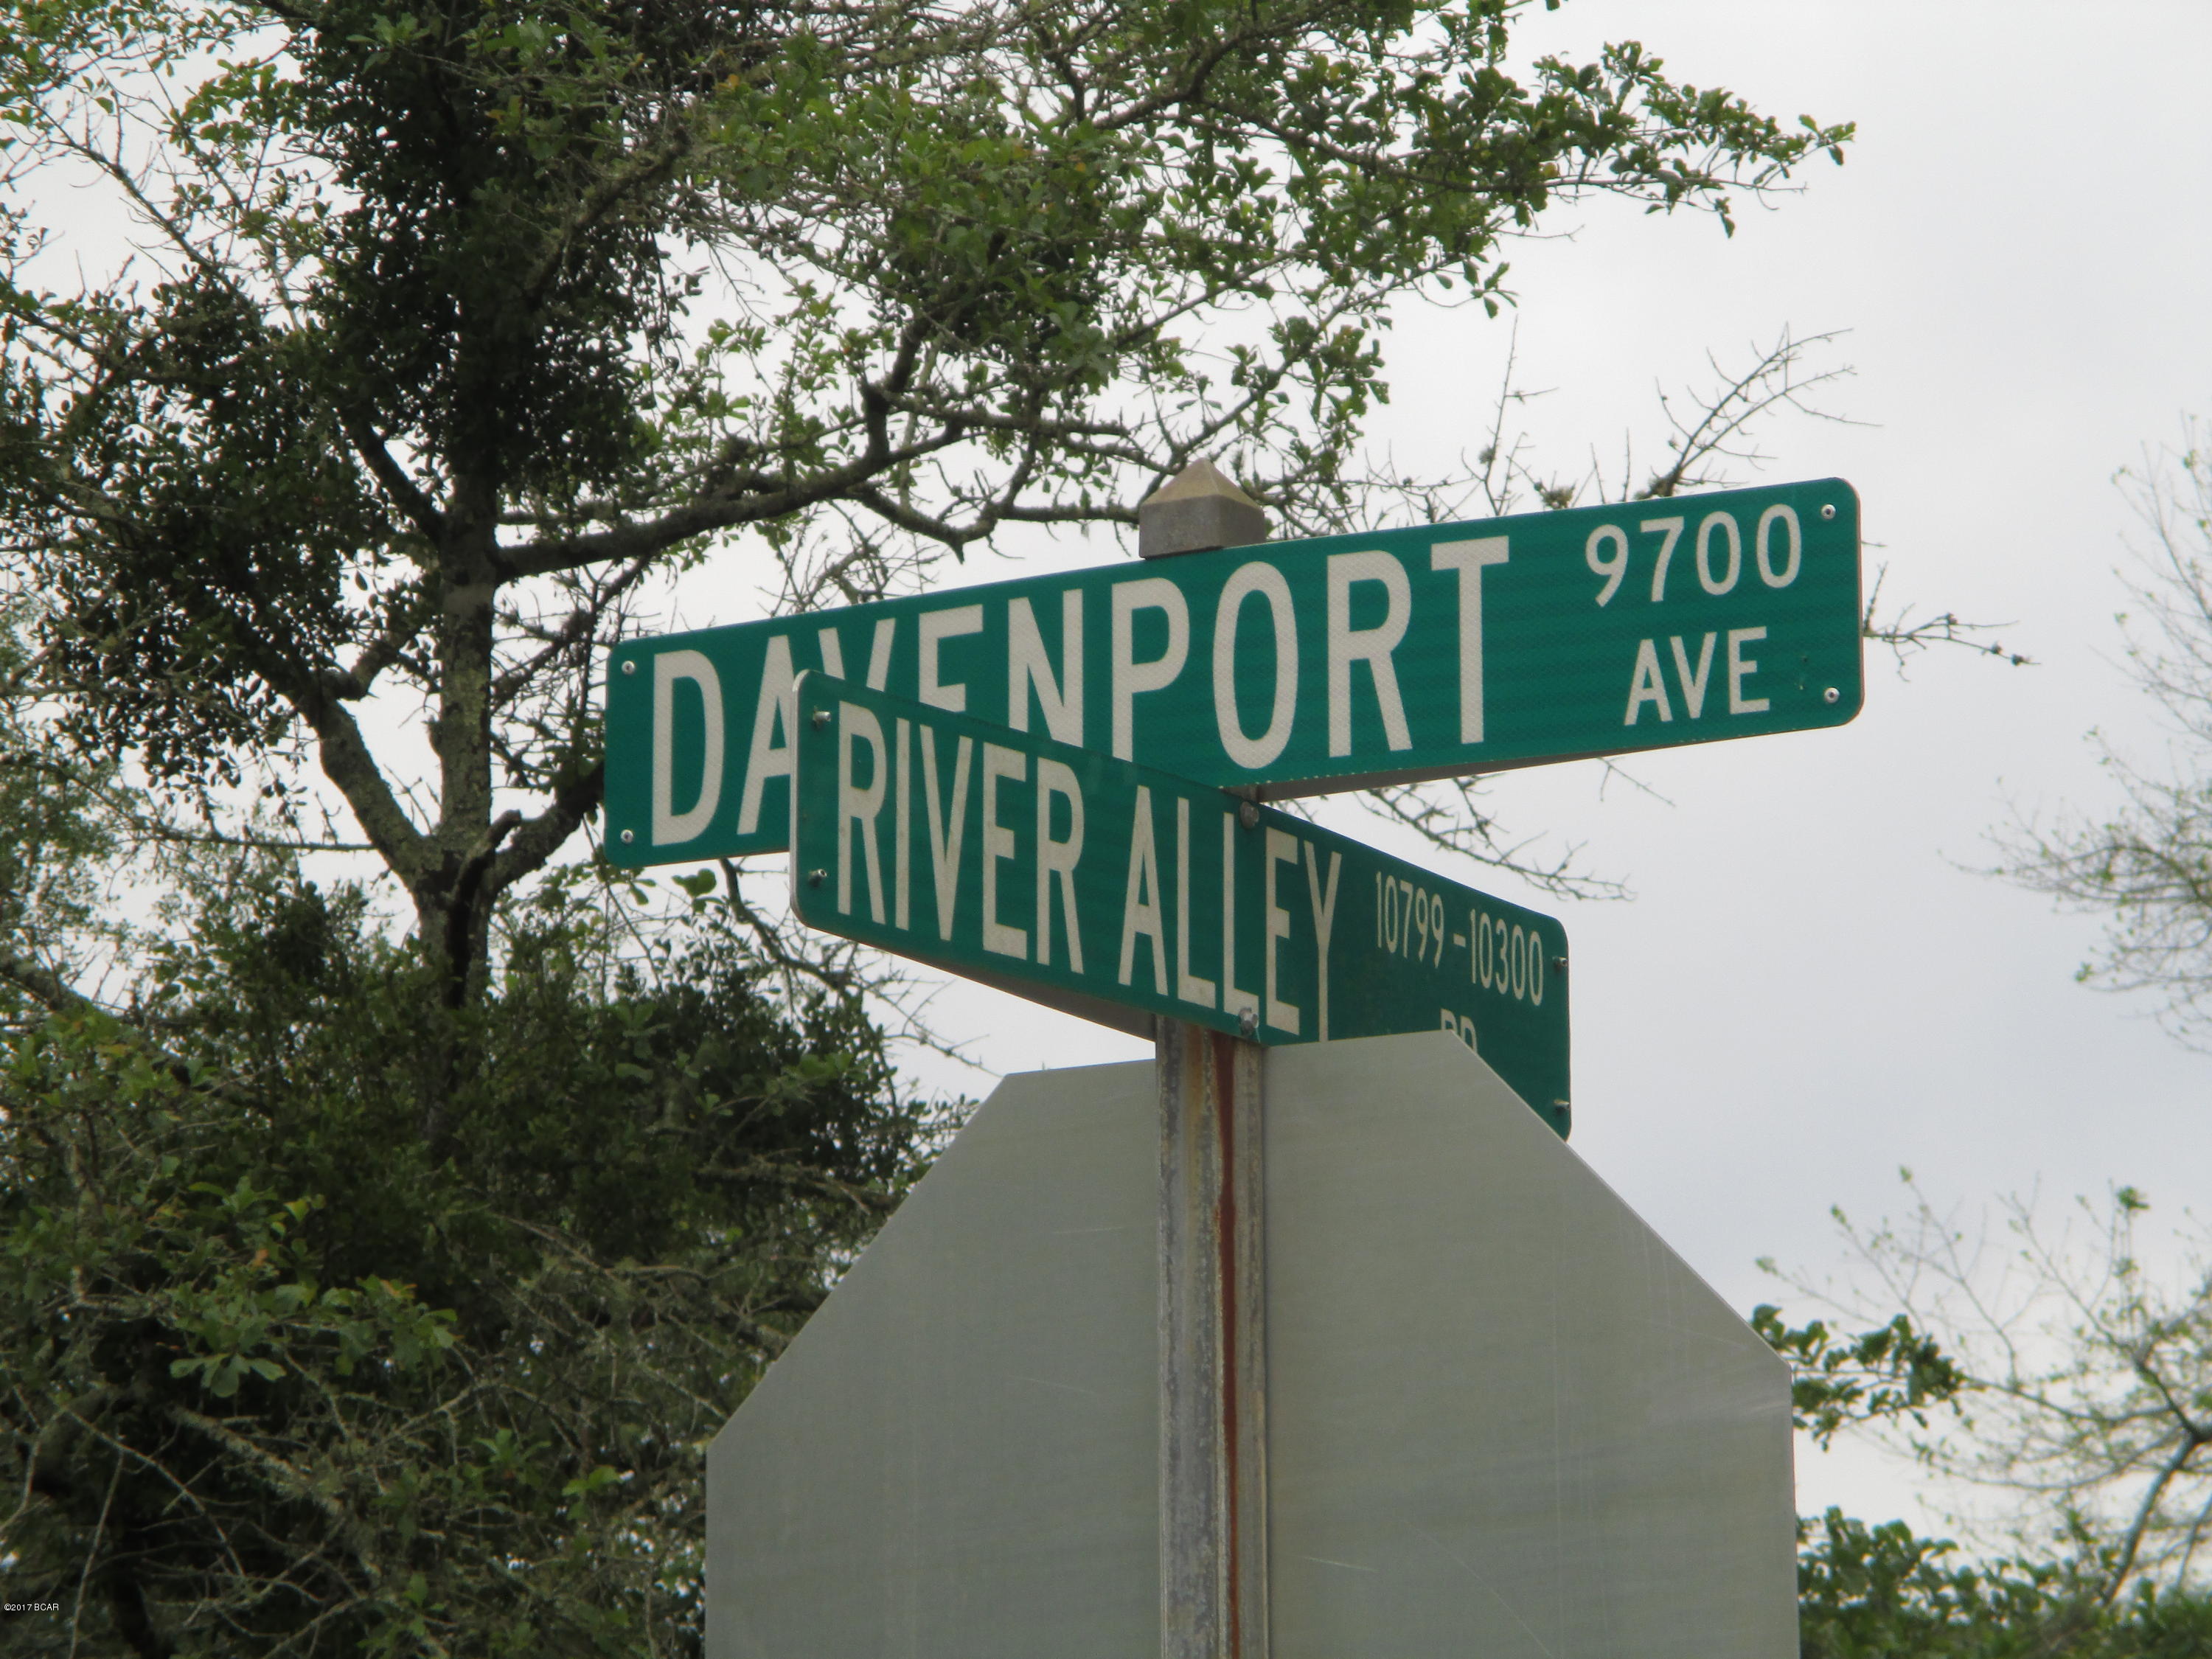 DAVENPORT 9700
AVE
RIVER ALLEY 10799-10300
©2017 BCAR